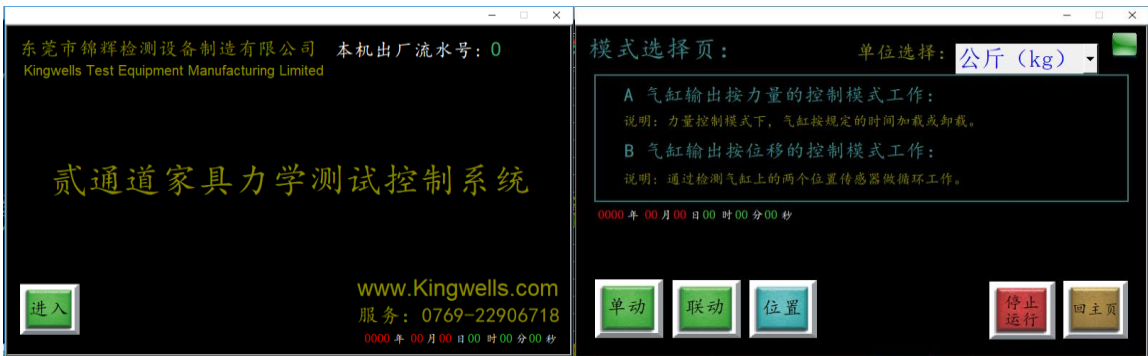 东莞市锦辉检测设备制造有限公司 本机出厂流水号：0
Kingwells Test Equipment Manufacturing Limited
贰通道家具力学测试控制系统
进入
www.Kingwells.com
服务：0769-22906718
0000 年 00 月 00 日 00 时 00 分 00 秒
模式选择页： 单位选择： 公斤（kg）
A 气缸输出按力量的控制模式工作：
说明：力量控制模式下，气缸按规定的时间加载或卸载。
B 气缸输出按位移的控制模式工作：
说明：通过检测气缸上的两个位置传感器做循环工作。
0000 年 00 月 00 日 00 时 00 分 00 秒
单动 联动 位置 停止运行 回主页